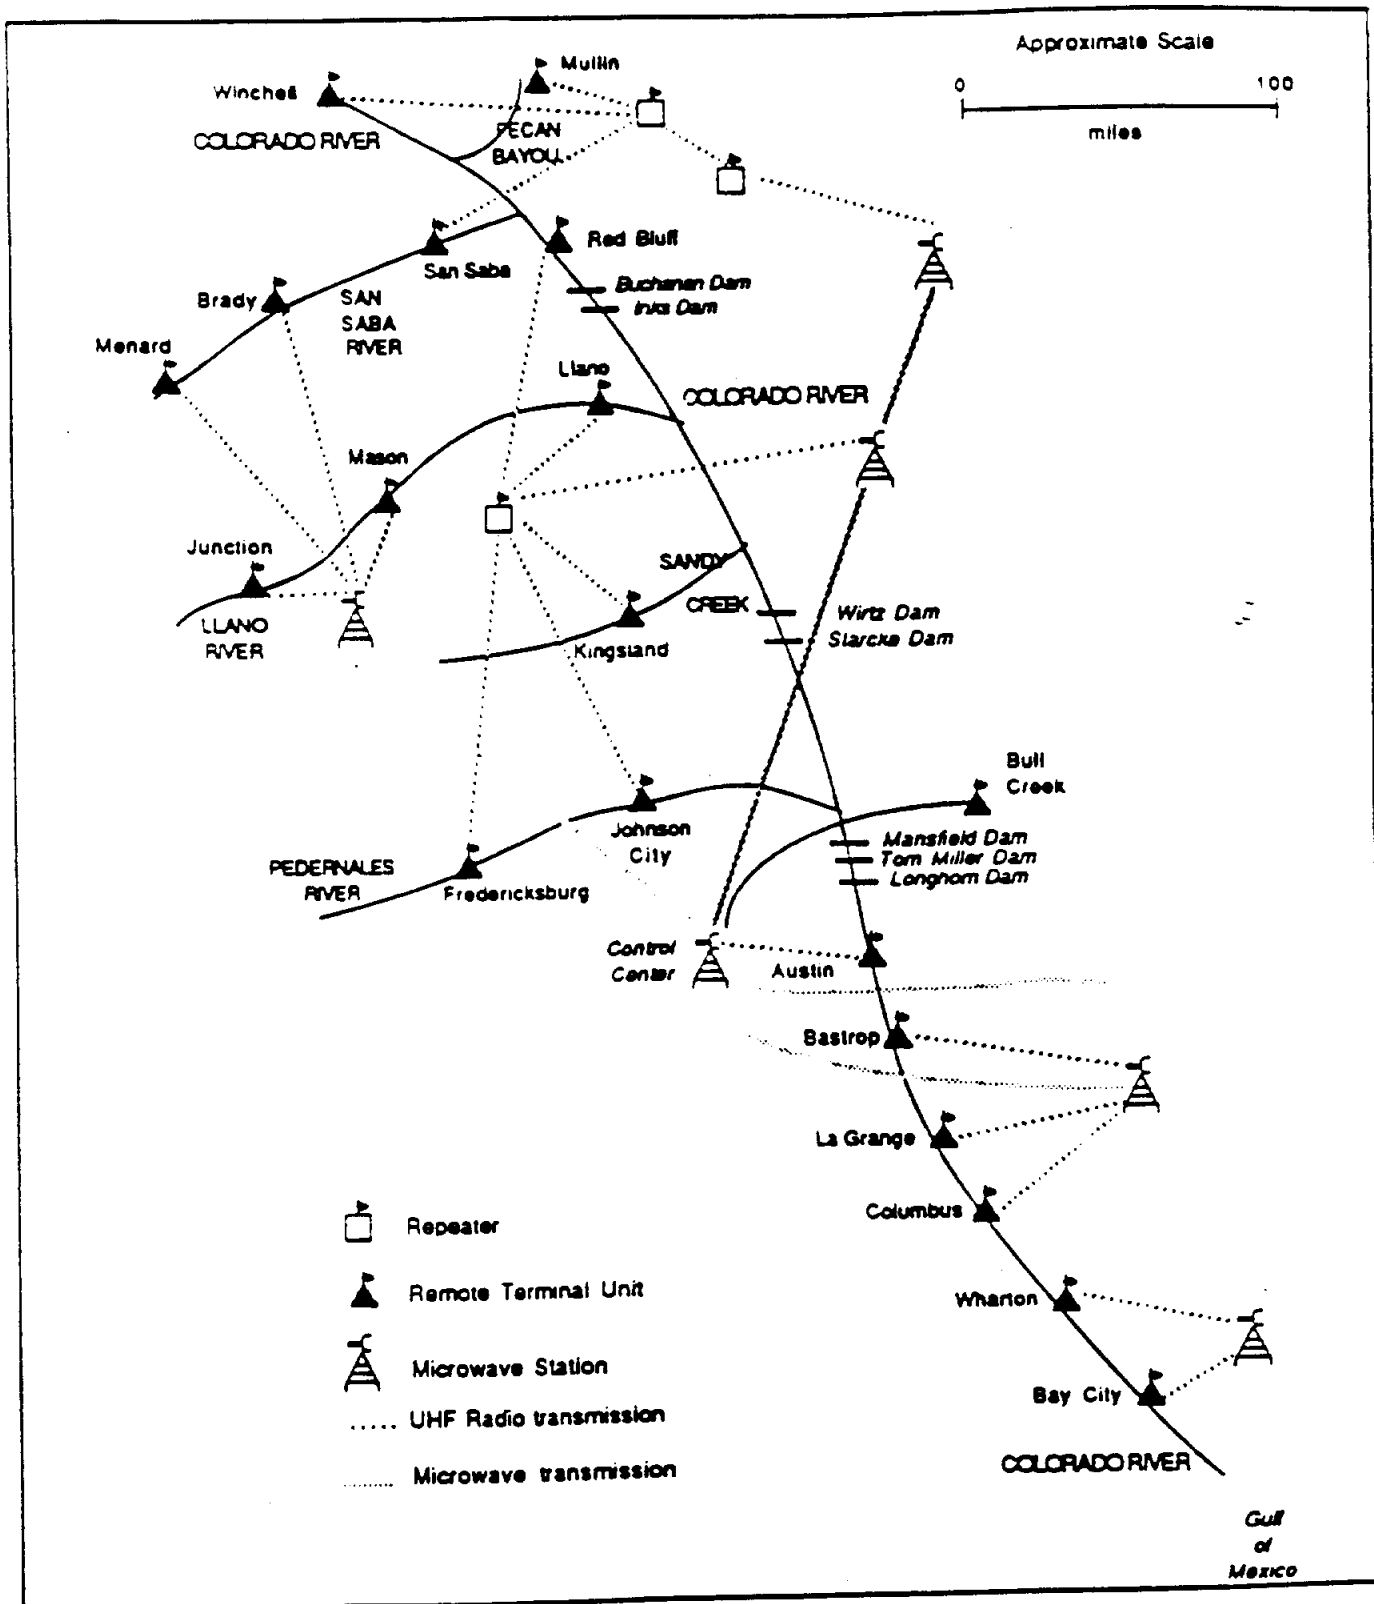 Approximate Scale
0 100
miles
Mullin
Winchell
COLORADO RIVER
PECAN
BAYOU
Red Bluff
San Saba
Buchanan Dam
Inks Dam
Brady
SAN
SABA
RIVER
Menard
Llano
COLORADO RIVER
Mason
Junction
SANDY
CREEK
LLANO
RIVER
Wirtz Dam
Starcke Dam
Kingsland
Bull
Creek
Johnson
City
Mansfield Dam
Tom Miller Dam
Longhorn Dam
PEDERNALES
RIVER
Fredericksburg
Control
Center
Austin
Bastrop
La Grange
Columbus
Repeater
Remote Terminal Unit
Wharton
Microwave Station
Bay City
UHF Radio transmission
COLORADO RIVER
Microwave transmission
Gulf
of
Mexico